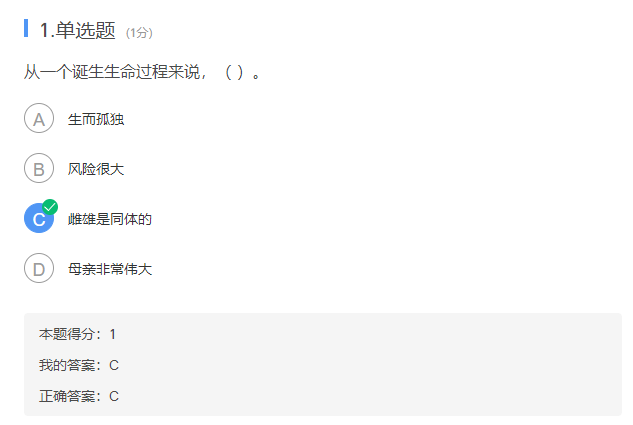 1.单选题 (1分)
从一个诞生生命过程来说，（ ）。
A 生而孤独
B 风险很大
C 雌雄是同体的
D 母亲非常伟大
本题得分：1
我的答案：C
正确答案：C